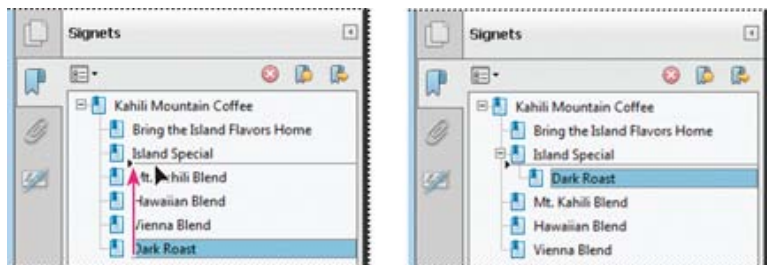 Signets
Kahili Mountain Coffee
Bring the Island Flavors Home
Island Special
Mt. Kahili Blend
Hawaiian Blend
Vienna Blend
Dark Roast
Signets
Kahili Mountain Coffee
Bring the Island Flavors Home
Island Special
Dark Roast
Mt. Kahili Blend
Hawaiian Blend
Vienna Blend